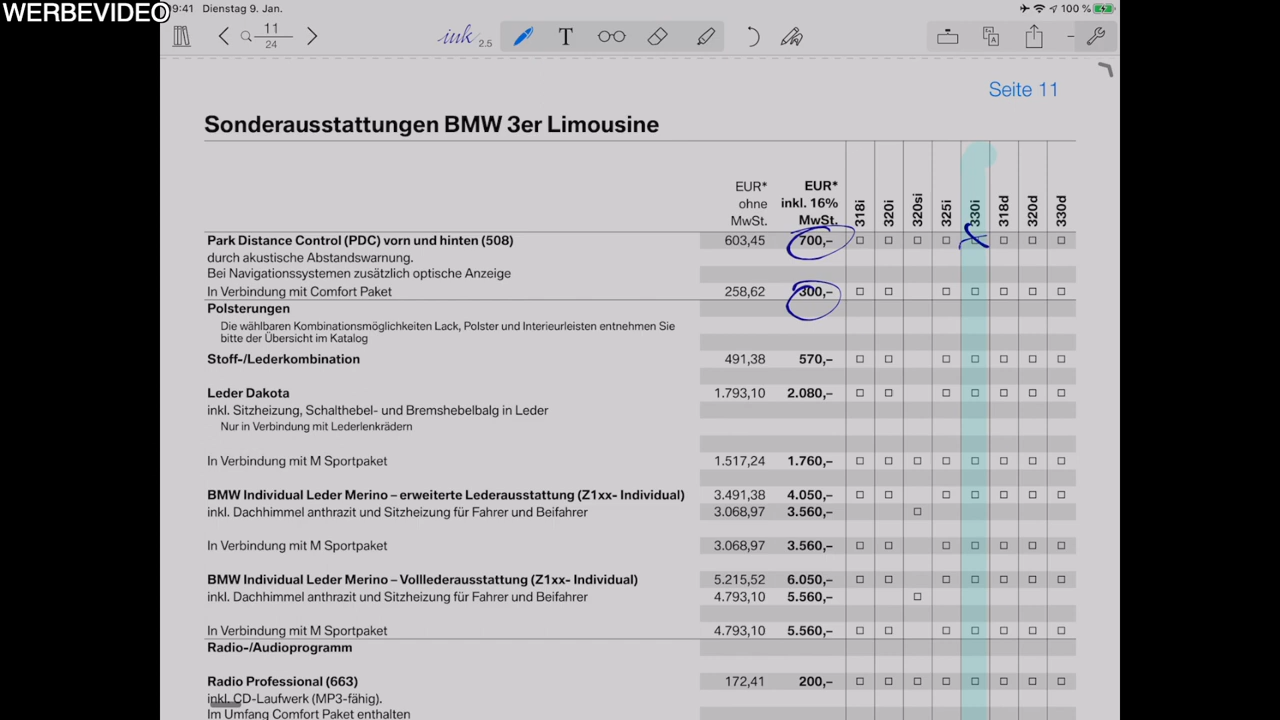 WERBEVIDEO
9:41 Dienstag 9. Jan.
100 %
11
24
ink 2.5
T
Seite 11
Sonderausstattungen BMW 3er Limousine
EUR* ohne MwSt.
EUR* inkl. 16% MwSt.
318i 320i 320si 325i 330i 318d 320d 330d
Park Distance Control (PDC) vorn und hinten (508) 603,45 700,–
durch akustische Abstandswarnung.
Bei Navigationssystemen zusätzlich optische Anzeige
In Verbindung mit Comfort Paket 258,62 300,–
Polsterungen
Die wählbaren Kombinationsmöglichkeiten Lack, Polster und Interieurleisten entnehmen Sie
bitte der Übersicht im Katalog
Stoff-/Lederkombination 491,38 570,–
Leder Dakota 1.793,10 2.080,–
inkl. Sitzheizung, Schalthebel- und Bremshebelbalg in Leder
Nur in Verbindung mit Lederlenkrädern
In Verbindung mit M Sportpaket 1.517,24 1.760,–
BMW Individual Leder Merino – erweiterte Lederausstattung (Z1xx- Individual) 3.491,38 4.050,–
inkl. Dachhimmel anthrazit und Sitzheizung für Fahrer und Beifahrer 3.068,97 3.560,–
In Verbindung mit M Sportpaket 3.068,97 3.560,–
BMW Individual Leder Merino – Volllederausstattung (Z1xx- Individual) 5.215,52 6.050,–
inkl. Dachhimmel anthrazit und Sitzheizung für Fahrer und Beifahrer 4.793,10 5.560,–
In Verbindung mit M Sportpaket 4.793,10 5.560,–
Radio-/Audioprogramm
Radio Professional (663) 172,41 200,–
inkl. CD-Laufwerk (MP3-fähig).
Im Umfang Comfort Paket enthalten